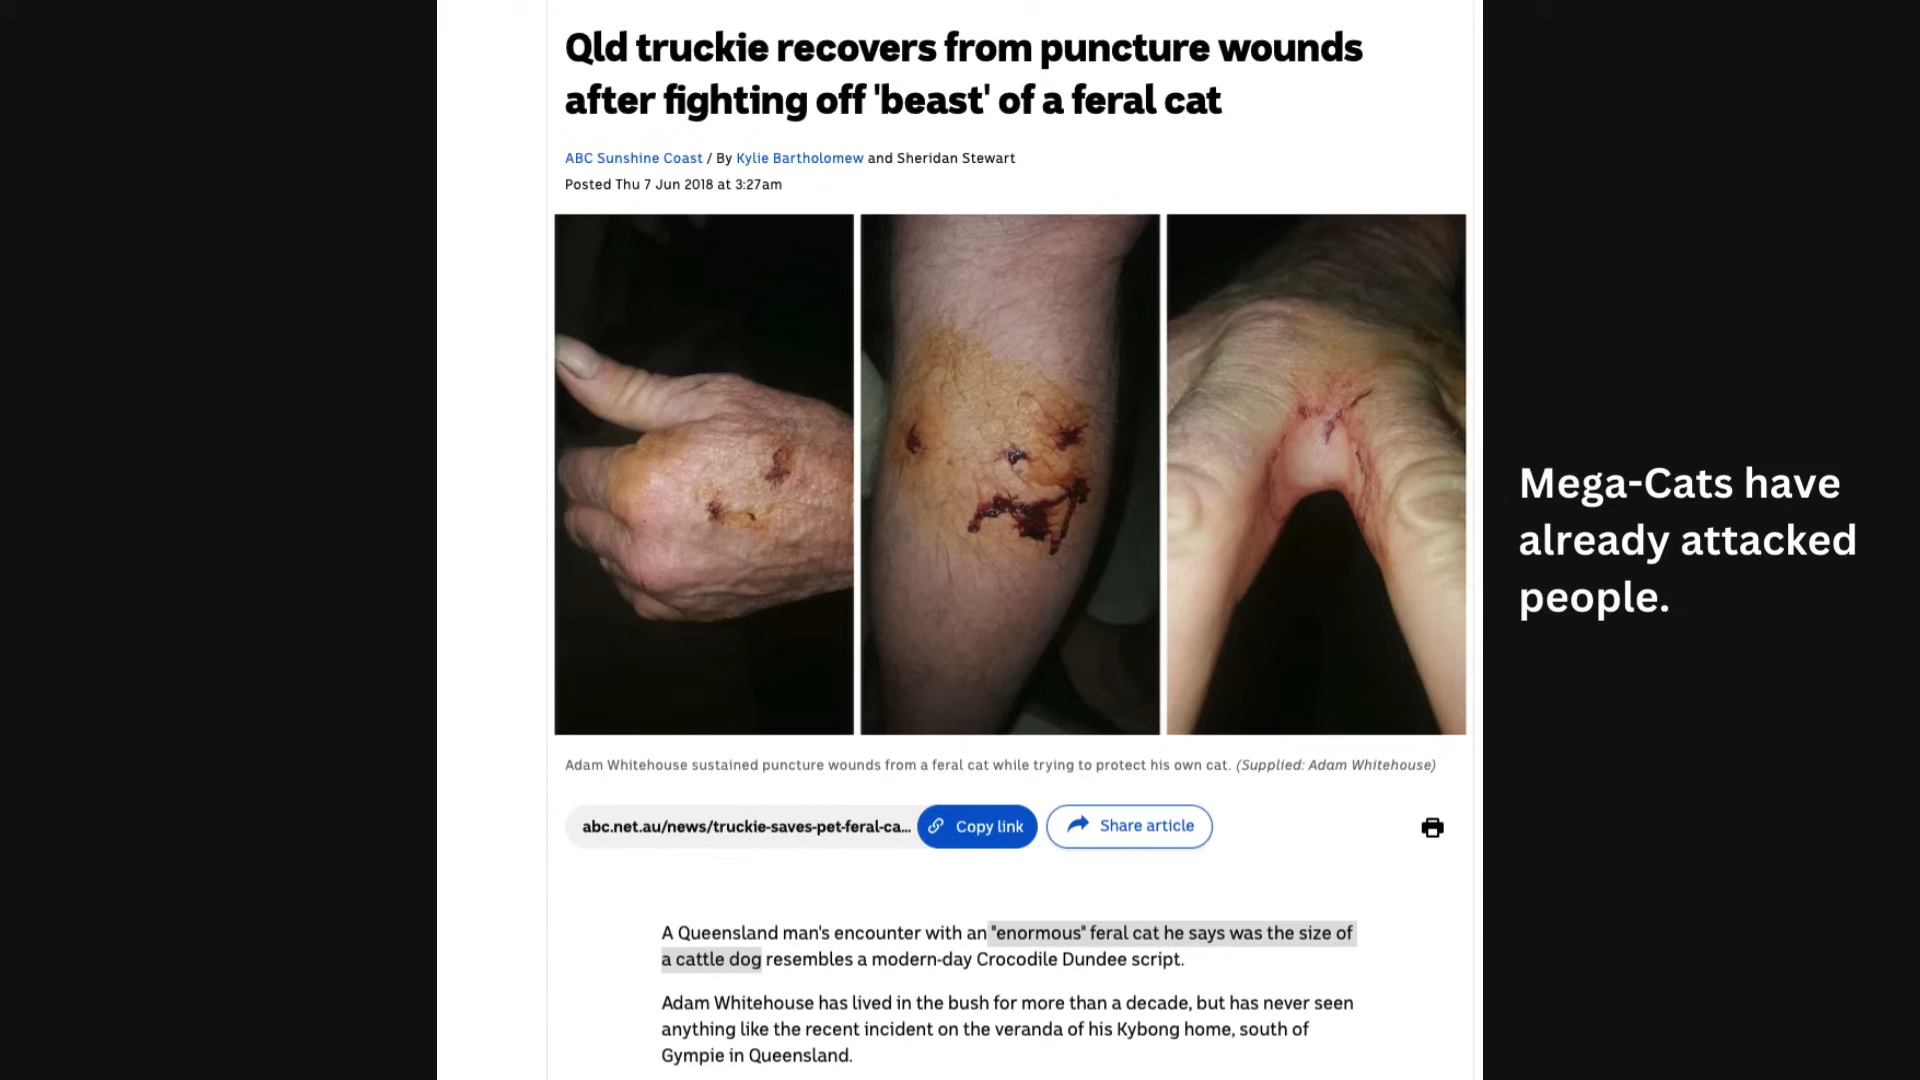 Qld truckie recovers from puncture wounds
after fighting off 'beast' of a feral cat
ABC Sunshine Coast / By Kylie Bartholomew and Sheridan Stewart
Posted Thu 7 Jun 2018 at 3:27am
Mega-Cats have
already attacked
people.
Adam Whitehouse sustained puncture wounds from a feral cat while trying to protect his own cat. (Supplied: Adam Whitehouse)
abc.net.au/news/truckie-saves-pet-feral-ca...
Copy link
Share article
A Queensland man's encounter with an "enormous" feral cat he says was the size of
a cattle dog resembles a modern-day Crocodile Dundee script.
Adam Whitehouse has lived in the bush for more than a decade, but has never seen
anything like the recent incident on the veranda of his Kybong home, south of
Gympie in Queensland.